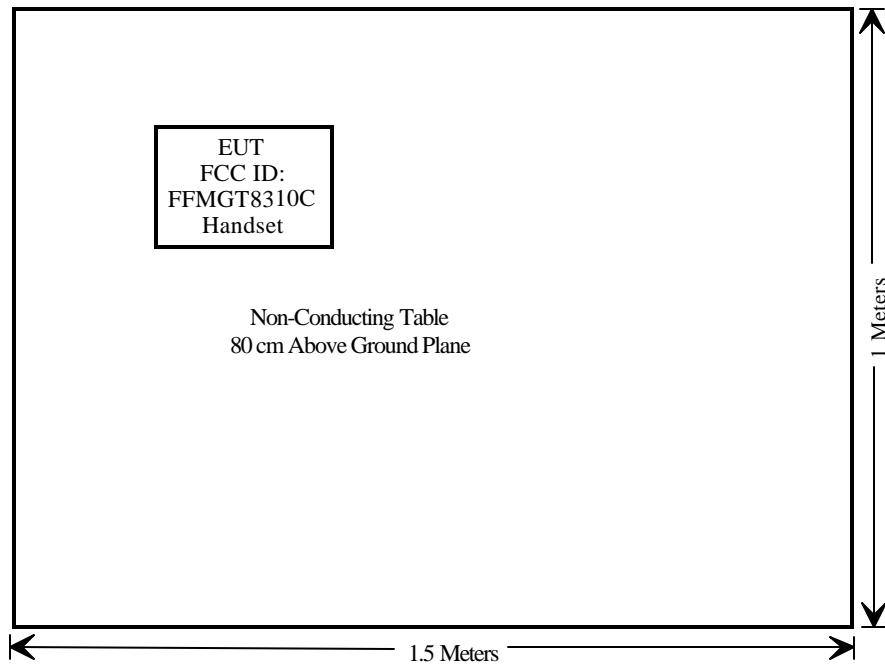 EUT
FCC ID:
FFMGT8310C
Handset
Non-Conducting Table
80 cm Above Ground Plane
1 Meters
1.5 Meters